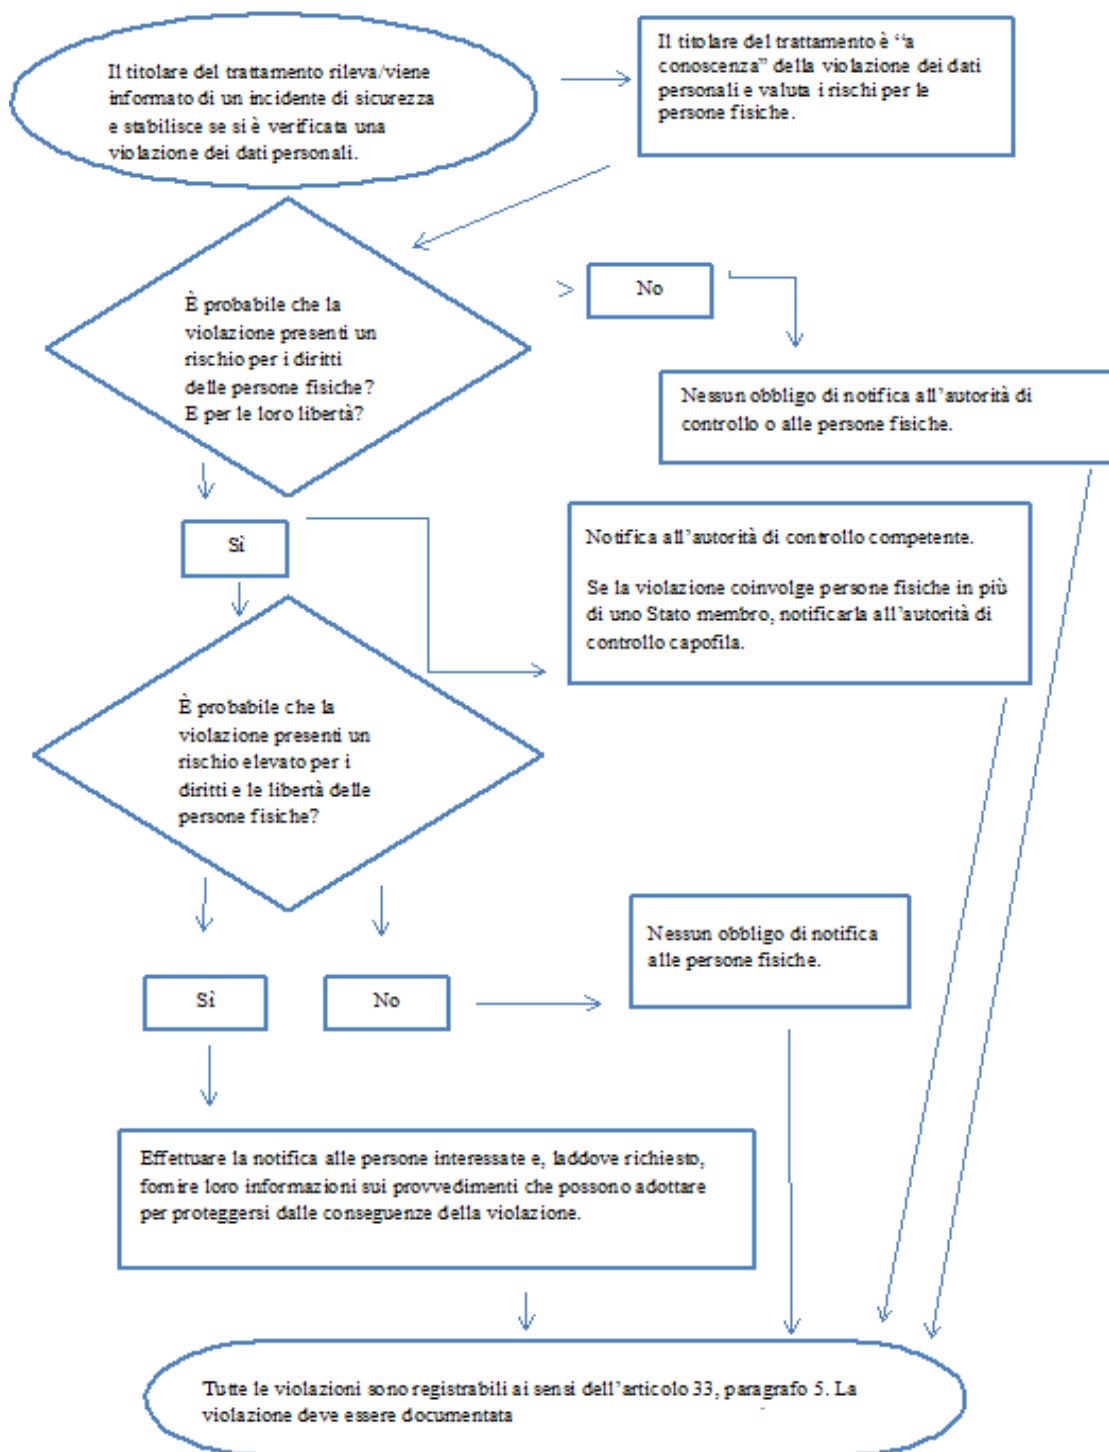 Il titolare del trattamento rileva/viene
informato di un incidente di sicurezza
e stabilisce se si è verificata una
violazione dei dati personali.
Il titolare del trattamento è “a
conoscenza” della violazione dei dati
personali e valuta i rischi per le
persone fisiche.
È probabile che la
violazione presenti un
rischio per i diritti
delle persone fisiche?
E per le loro libertà?
No
Nessun obbligo di notifica all’autorità di
controllo o alle persone fisiche.
Sì
Notifica all’autorità di controllo competente.
Se la violazione coinvolge persone fisiche in più
di uno Stato membro, notificarla all’autorità di
controllo capofila.
È probabile che la
violazione presenti un
rischio elevato per i
diritti e le libertà delle
persone fisiche?
Sì
No
Nessun obbligo di notifica
alle persone fisiche.
Effettuare la notifica alle persone interessate e, laddove richiesto,
fornire loro informazioni sui provvedimenti che possono adottare
per proteggersi dalle conseguenze della violazione.
Tutte le violazioni sono registrabili ai sensi dell’articolo 33, paragrafo 5. La
violazione deve essere documentata